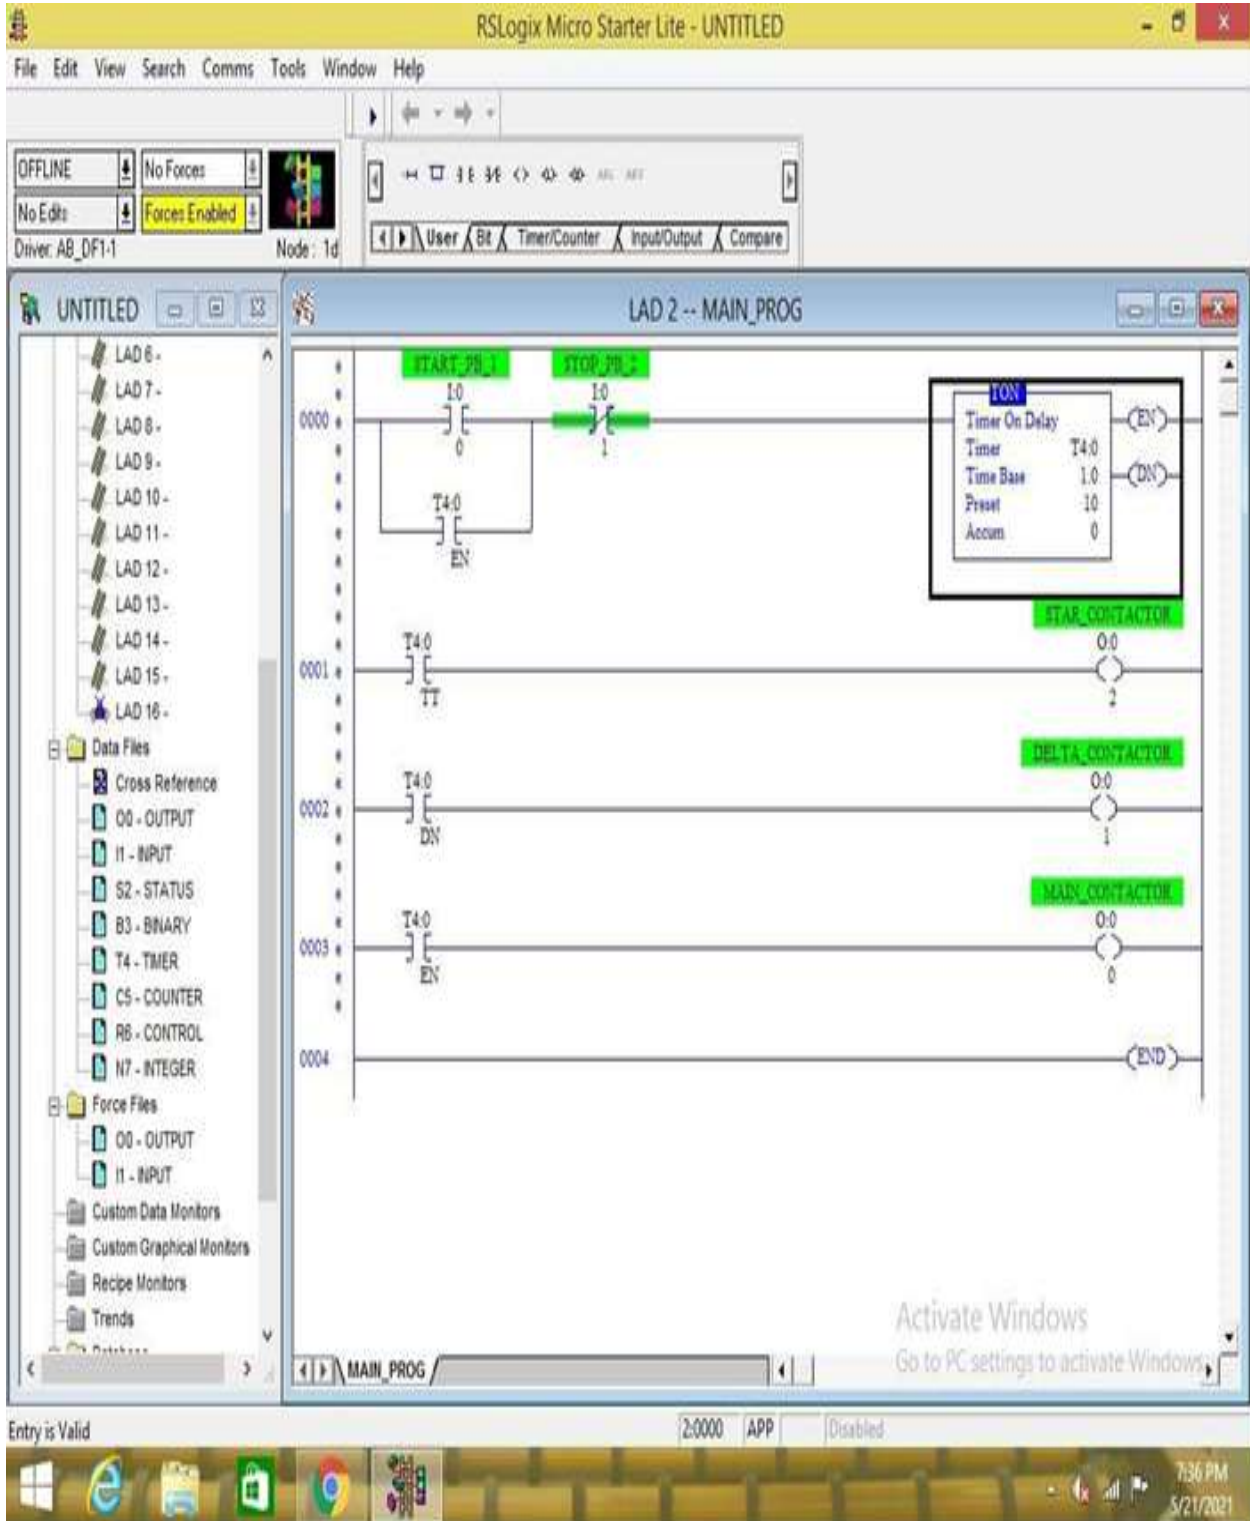 RSLogix Micro Starter Lite - UNTITLED
File Edit View Search Comms Tools Window Help
OFFLINE No Forces
No Edits Forces Enabled
Driver: AB_DF1-1 Node : 1d
User Bit Timer/Counter Input/Output Compare
UNTITLED
LAD 6 -
LAD 7 -
LAD 8 -
LAD 9 -
LAD 10 -
LAD 11 -
LAD 12 -
LAD 13 -
LAD 14 -
LAD 15 -
LAD 16 -
Data Files
Cross Reference
O0 - OUTPUT
I1 - INPUT
S2 - STATUS
B3 - BINARY
T4 - TIMER
C5 - COUNTER
R6 - CONTROL
N7 - INTEGER
Force Files
O0 - OUTPUT
I1 - INPUT
Custom Data Monitors
Custom Graphical Monitors
Recipe Monitors
Trends
LAD 2 -- MAIN_PROG
START_PB_1 STOP_PB_2
I:0 I:0
0000
0 1
T4:0
EN
TON
Timer On Delay EN
Timer T4:0
Time Base 1.0 DN
Preset 10
Accum 0
STAR_CONTACTOR
T4:0 O:0
0001
TT 2
DELTA_CONTACTOR
T4:0 O:0
0002
DN 1
MAIN_CONTACTOR
T4:0 O:0
0003
EN 0
0004 END
Activate Windows
Go to PC settings to activate Windows.
MAIN_PROG
Entry is Valid 2:0000 APP Disabled
7:36 PM
5/21/2021